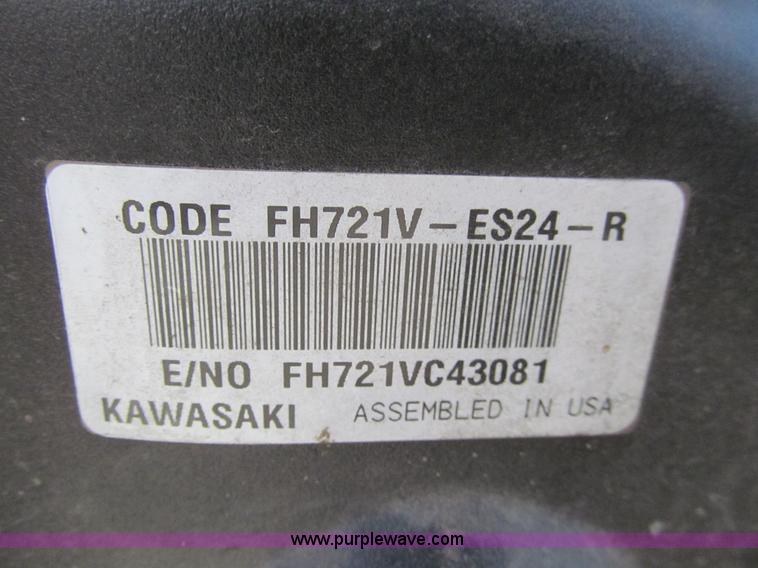 CODE FH721V-ES24-R
E/NO FH721VC43081
KAWASAKI ASSEMBLED IN USA
www.purplewave.com